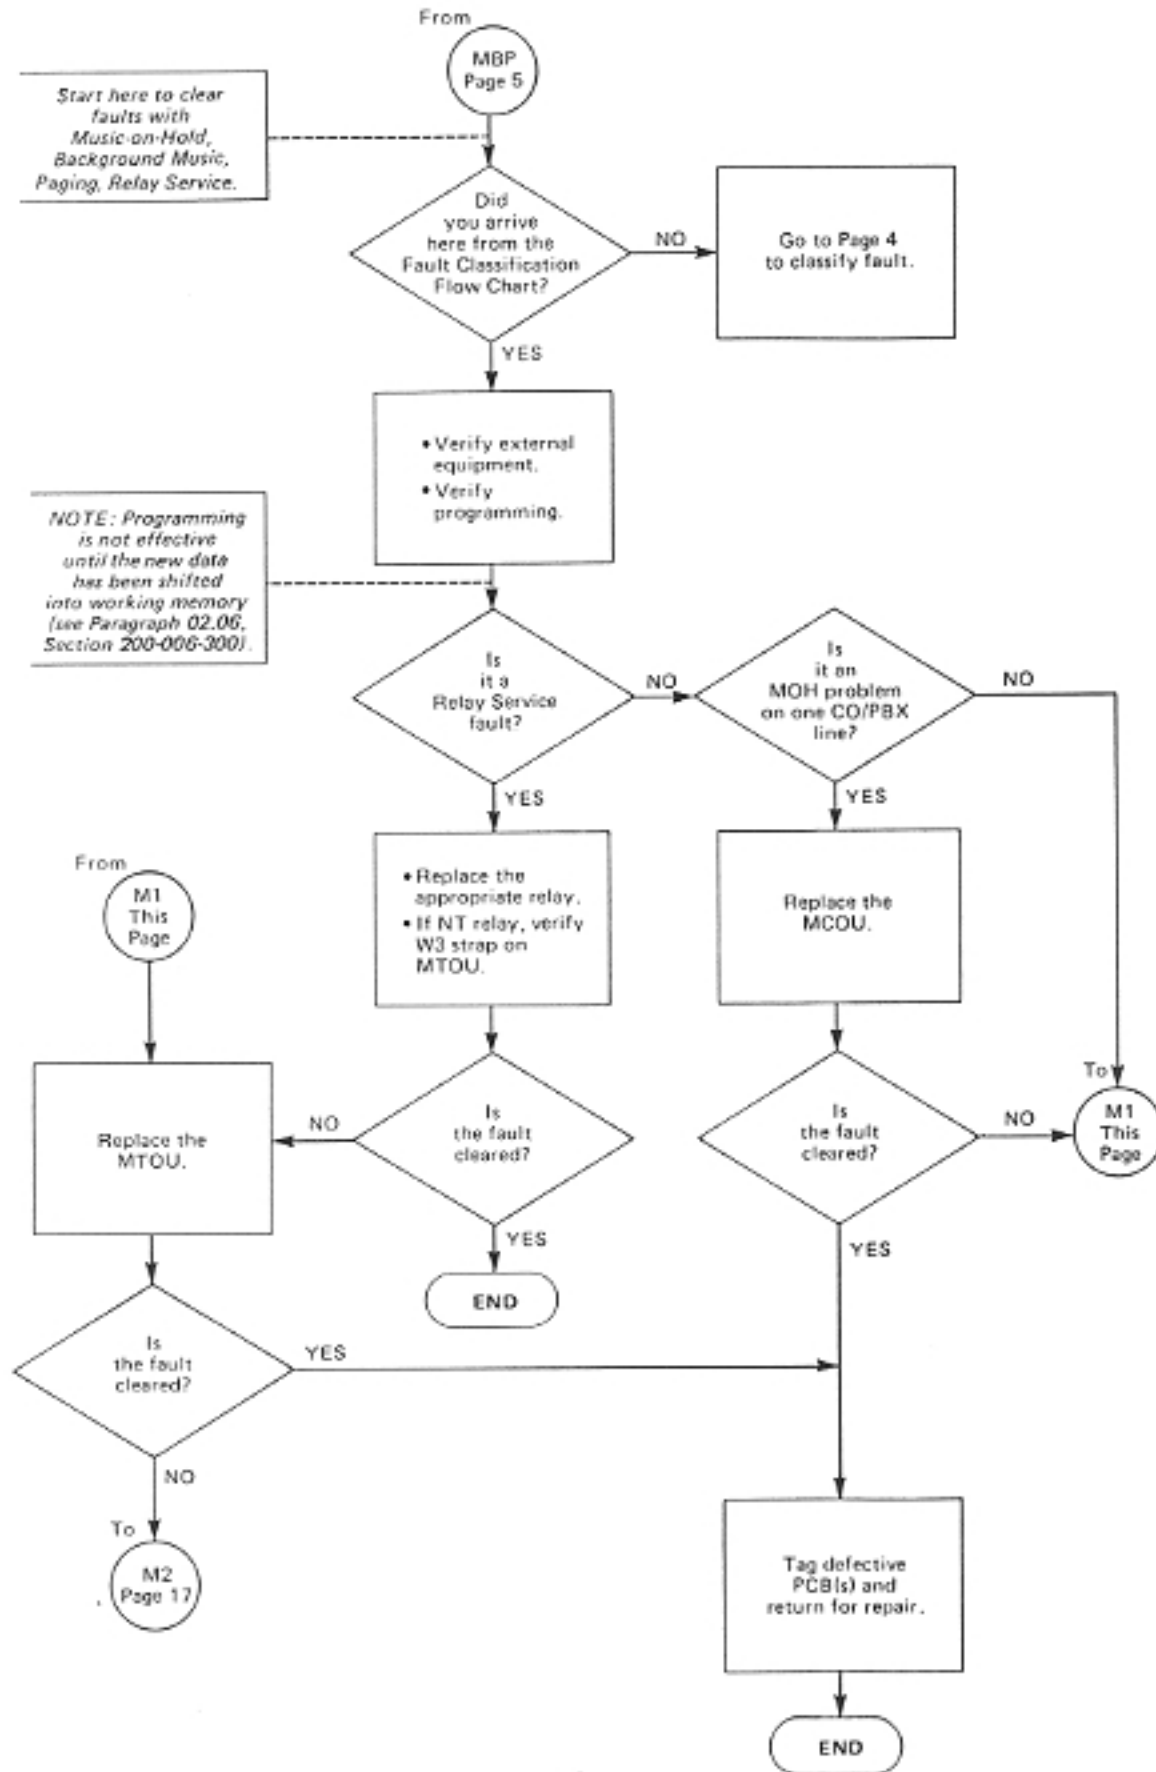 From
MBP
Page 5
Start here to clear
faults with
Music-on-Hold,
Background Music,
Paging, Relay Service.
Did
you arrive
here from the
Fault Classification
Flow Chart?
NO
Go to Page 4
to classify fault.
YES
• Verify external
equipment.
• Verify
programming.
NOTE: Programming
is not effective
until the new data
has been shifted
into working memory
(see Paragraph 02.06,
Section 200-006-300).
Is
it a
Relay Service
fault?
NO
Is
it an
MOH problem
on one CO/PBX
line?
NO
YES
YES
From
M1
This
Page
• Replace the
appropriate relay.
• If NT relay, verify
W3 strap on
MTOU.
Replace the
MCOU.
To
M1
This
Page
Replace the
MTOU.
NO
Is
the fault
cleared?
Is
the fault
cleared?
NO
YES
END
YES
Is
the fault
cleared?
YES
NO
To
M2
Page 17
Tag defective
PCB(s) and
return for repair.
END